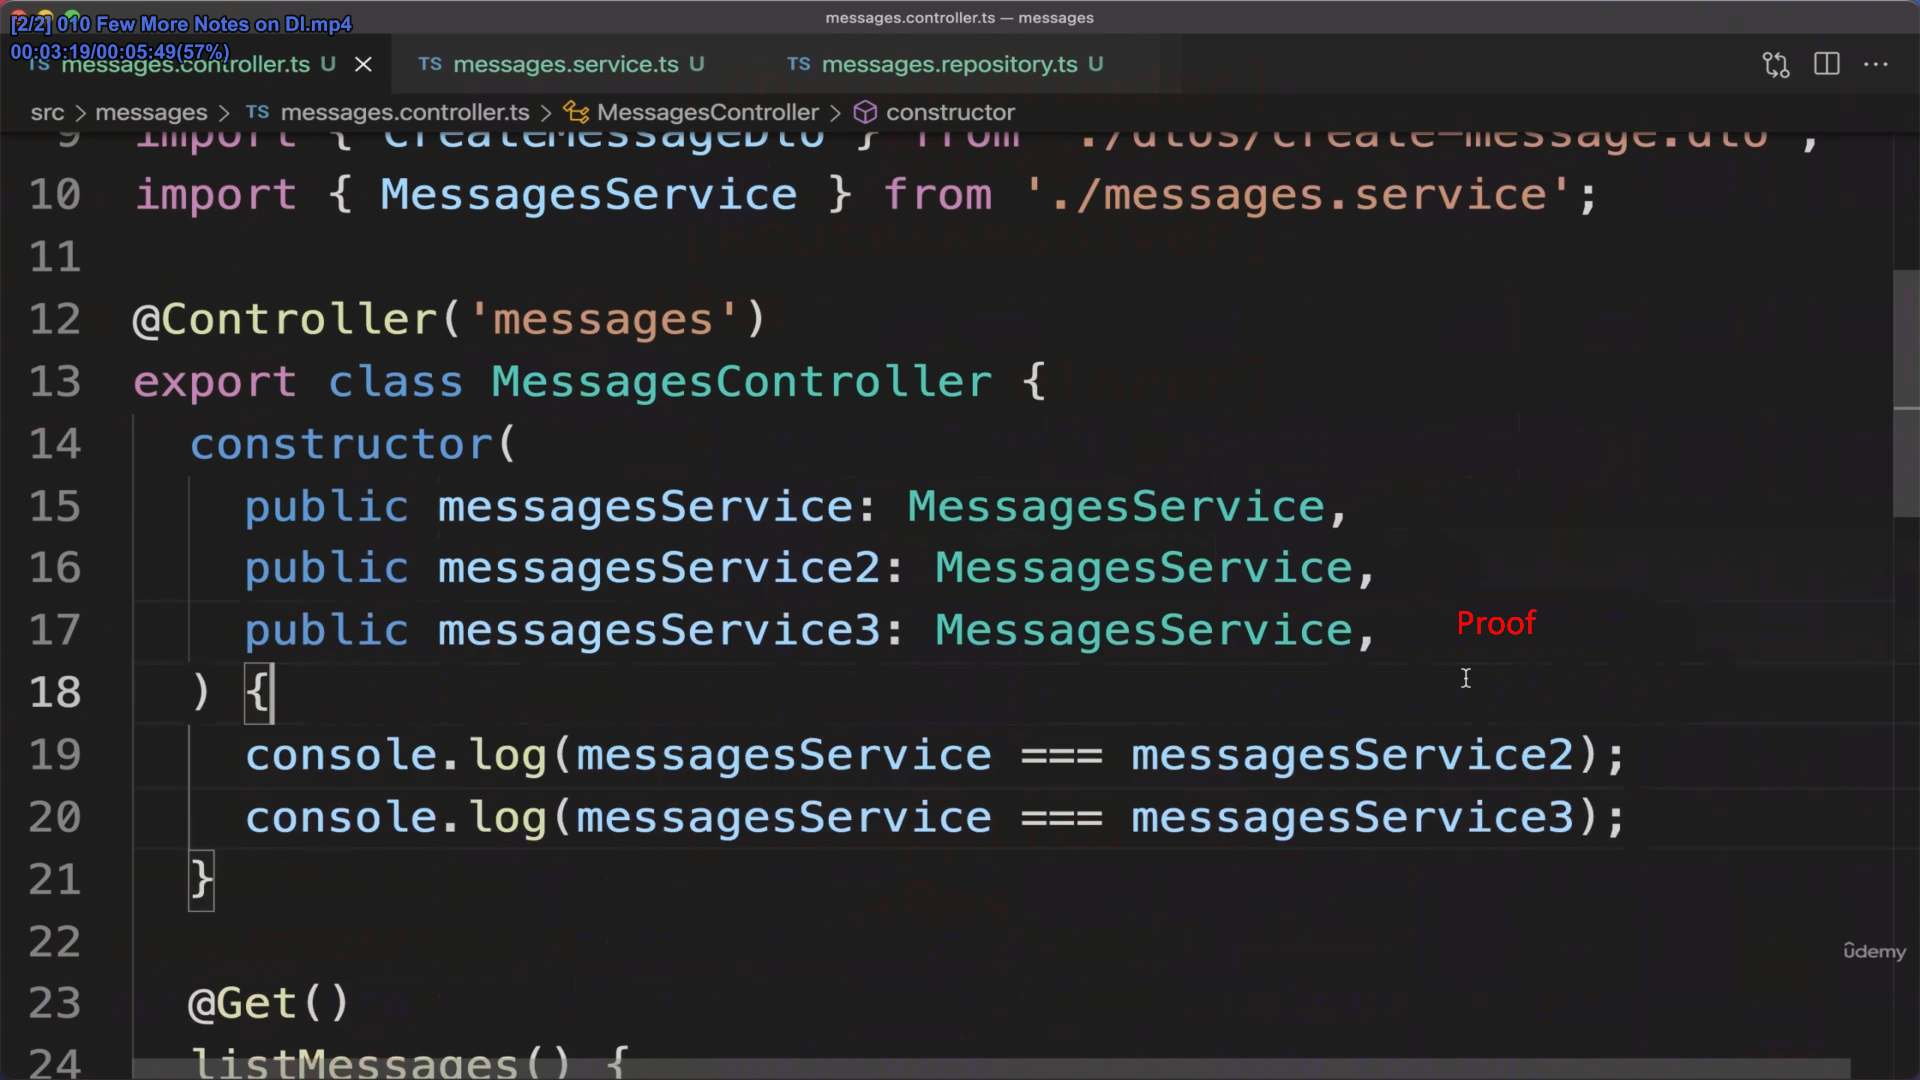 [2/2] 010 Few More Notes on DI.mp4
00:03:19/00:05:49(57%)
messages.controller.ts — messages
TS messages.controller.ts U
TS messages.service.ts U
TS messages.repository.ts U
src > messages > TS messages.controller.ts > MessagesController > constructor
9 import { CreateMessageDto } from './dtos/create-message.dto';
10 import { MessagesService } from './messages.service';
11
12 @Controller('messages')
13 export class MessagesController {
14 constructor(
15 public messagesService: MessagesService,
16 public messagesService2: MessagesService,
17 public messagesService3: MessagesService,
Proof
18 ) {
19 console.log(messagesService === messagesService2);
20 console.log(messagesService === messagesService3);
21 }
22
ûdemy
23 @Get()
24 listMessages() {